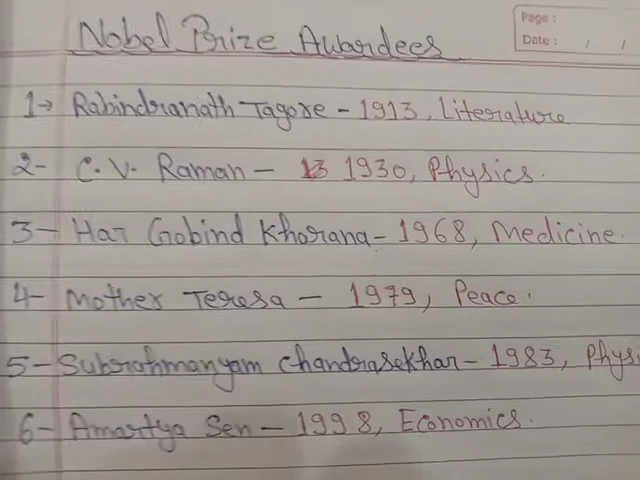 Page :
Date : / /
Nobel Prize Awardees
1→ Rabindranath Tagore - 1913, Literature
2- C. V. Raman - 13 1930, Physics.
3- Har Gobind Khorana - 1968, Medicine.
4- Mother Teresa - 1979, Peace.
5- Subrahmanyam Chandrasekhar - 1983, Phys
6- Amartya Sen - 1998, Economics.